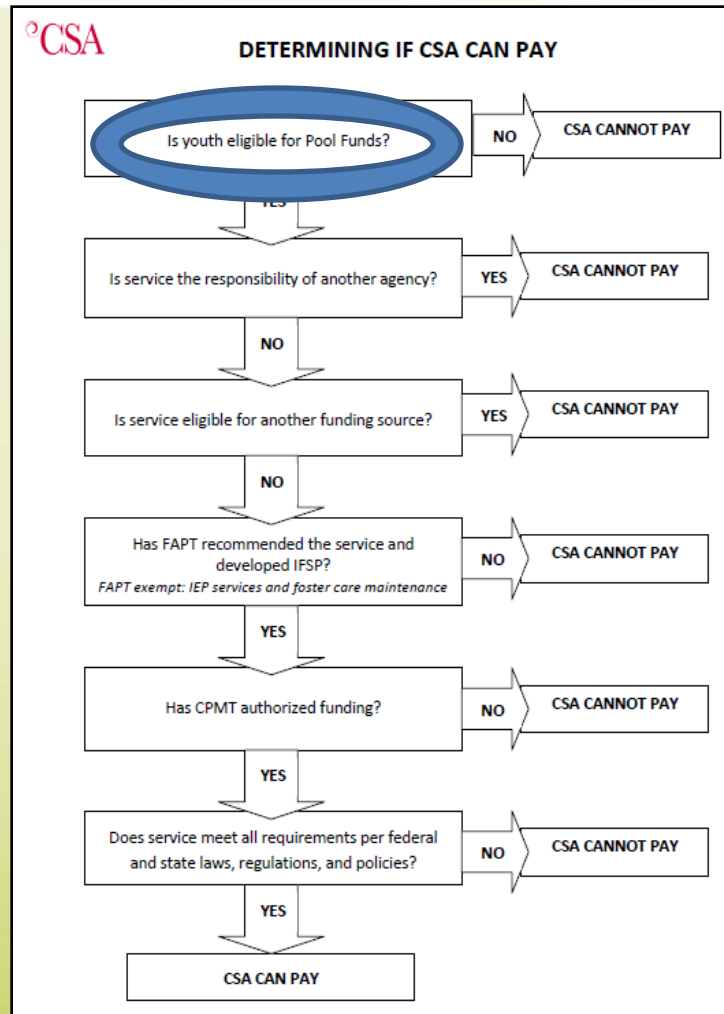 CSA
DETERMINING IF CSA CAN PAY
Is youth eligible for Pool Funds?
NO
CSA CANNOT PAY
YES
Is service the responsibility of another agency?
YES
CSA CANNOT PAY
NO
Is service eligible for another funding source?
YES
CSA CANNOT PAY
NO
Has FAPT recommended the service and
developed IFSP?
FAPT exempt: IEP services and foster care maintenance
NO
CSA CANNOT PAY
YES
Has CPMT authorized funding?
NO
CSA CANNOT PAY
YES
Does service meet all requirements per federal
and state laws, regulations, and policies?
NO
CSA CANNOT PAY
YES
CSA CAN PAY